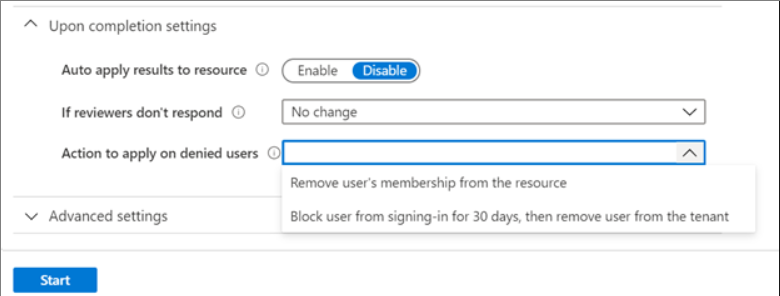 Upon completion settings
Auto apply results to resource Enable Disable
If reviewers don't respond No change
Action to apply on denied users
Remove user's membership from the resource
Block user from signing-in for 30 days, then remove user from the tenant
Advanced settings
Start